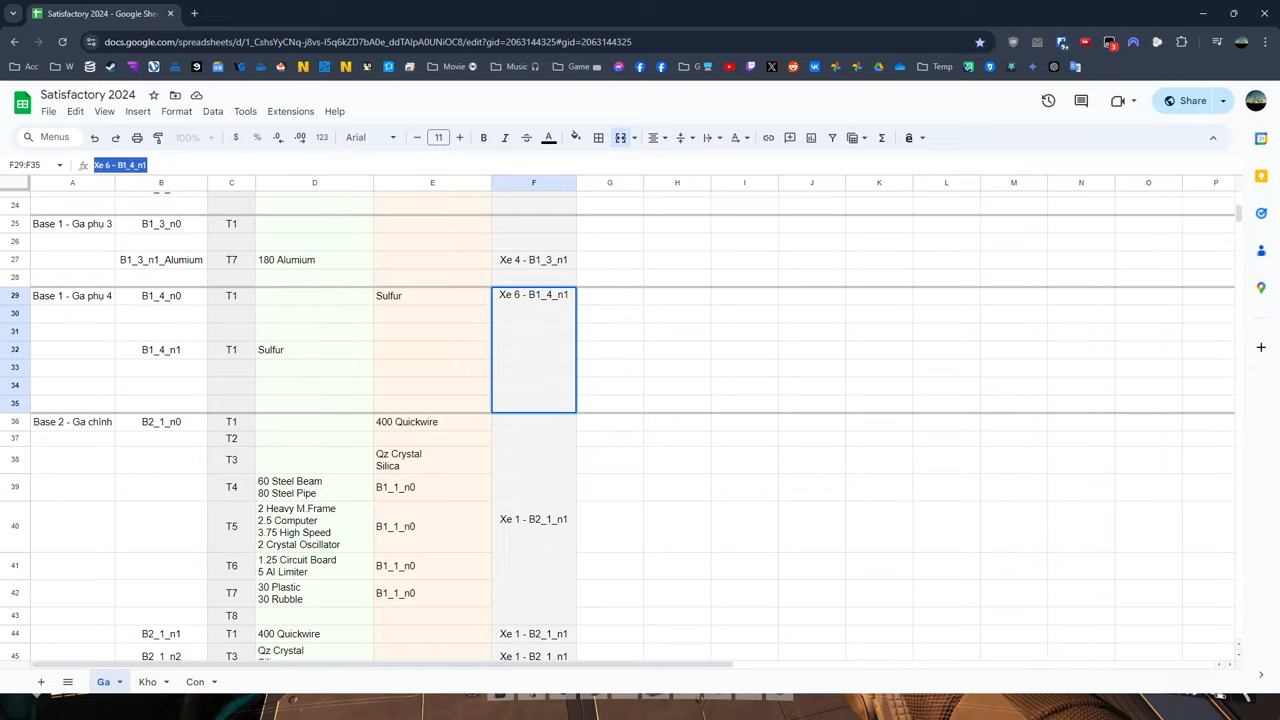 Satisfactory 2024 - Google She
docs.google.com/spreadsheets/d/1_CshsYyCNq-j8vs-I5q6kZD7bA0e_ddTAIpA0UNiOC8/edit?gid=2063144325#gid=2063144325
Acc
W
Movie
Music
Game
G
Temp
Satisfactory 2024
File Edit View Insert Format Data Tools Extensions Help
Share
Menus
100%
$ % .0 .00 123
Arial
11
F29:F35
Xe 6 - B1_4_n1
A B C D E F G H I J K L M N O P
24
25 Base 1 - Ga phụ 3 B1_3_n0 T1
26
27 B1_3_n1_Alumium T7 180 Alumium Xe 4 - B1_3_n1
28
29 Base 1 - Ga phụ 4 B1_4_n0 T1 Sulfur Xe 6 - B1_4_n1
30
31
32 B1_4_n1 T1 Sulfur
33
34
35
36 Base 2 - Ga chính B2_1_n0 T1 400 Quickwire
37 T2
38 T3 Qz Crystal
Silica
39 T4 60 Steel Beam B1_1_n0
80 Steel Pipe
40 T5 2 Heavy M.Frame B1_1_n0 Xe 1 - B2_1_n1
2.5 Computer
3.75 High Speed
2 Crystal Oscillator
41 T6 1.25 Circuit Board B1_1_n0
5 AI Limiter
42 T7 30 Plastic B1_1_n0
30 Rubble
43 T8
44 B2_1_n1 T1 400 Quickwire Xe 1 - B2_1_n1
45 B2_1_n2 T3 Qz Crystal Xe 1 - B2_1_n1
Ga
Kho
Con